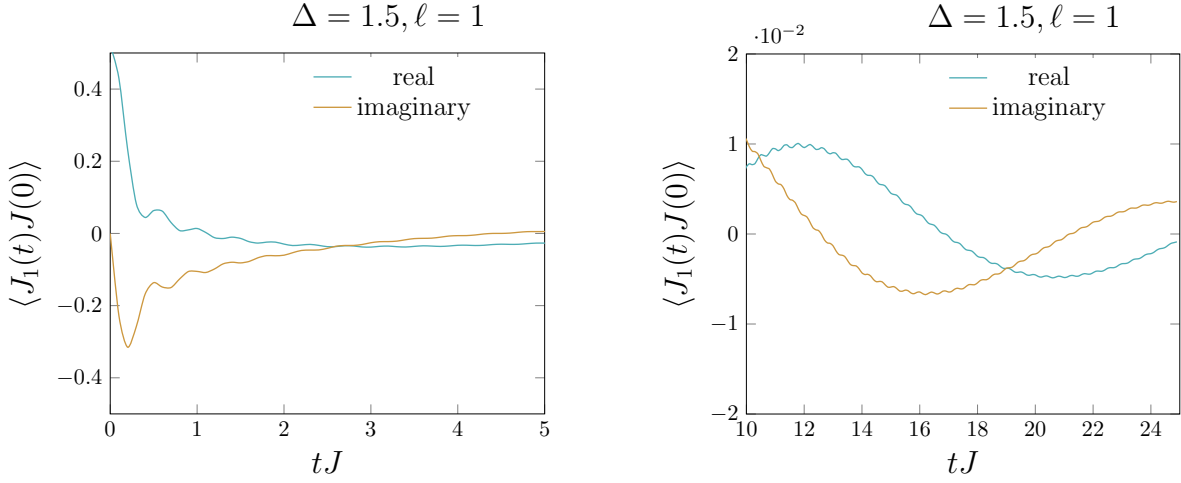 Δ = 1.5, ℓ = 1
real
imaginary
⟨J₁(t)J(0)⟩
0.4
0.2
0
−0.2
−0.4
0
1
2
3
4
5
tJ
Δ = 1.5, ℓ = 1
·10⁻²
real
imaginary
⟨J₁(t)J(0)⟩
2
1
0
−1
−2
10
12
14
16
18
20
22
24
tJ